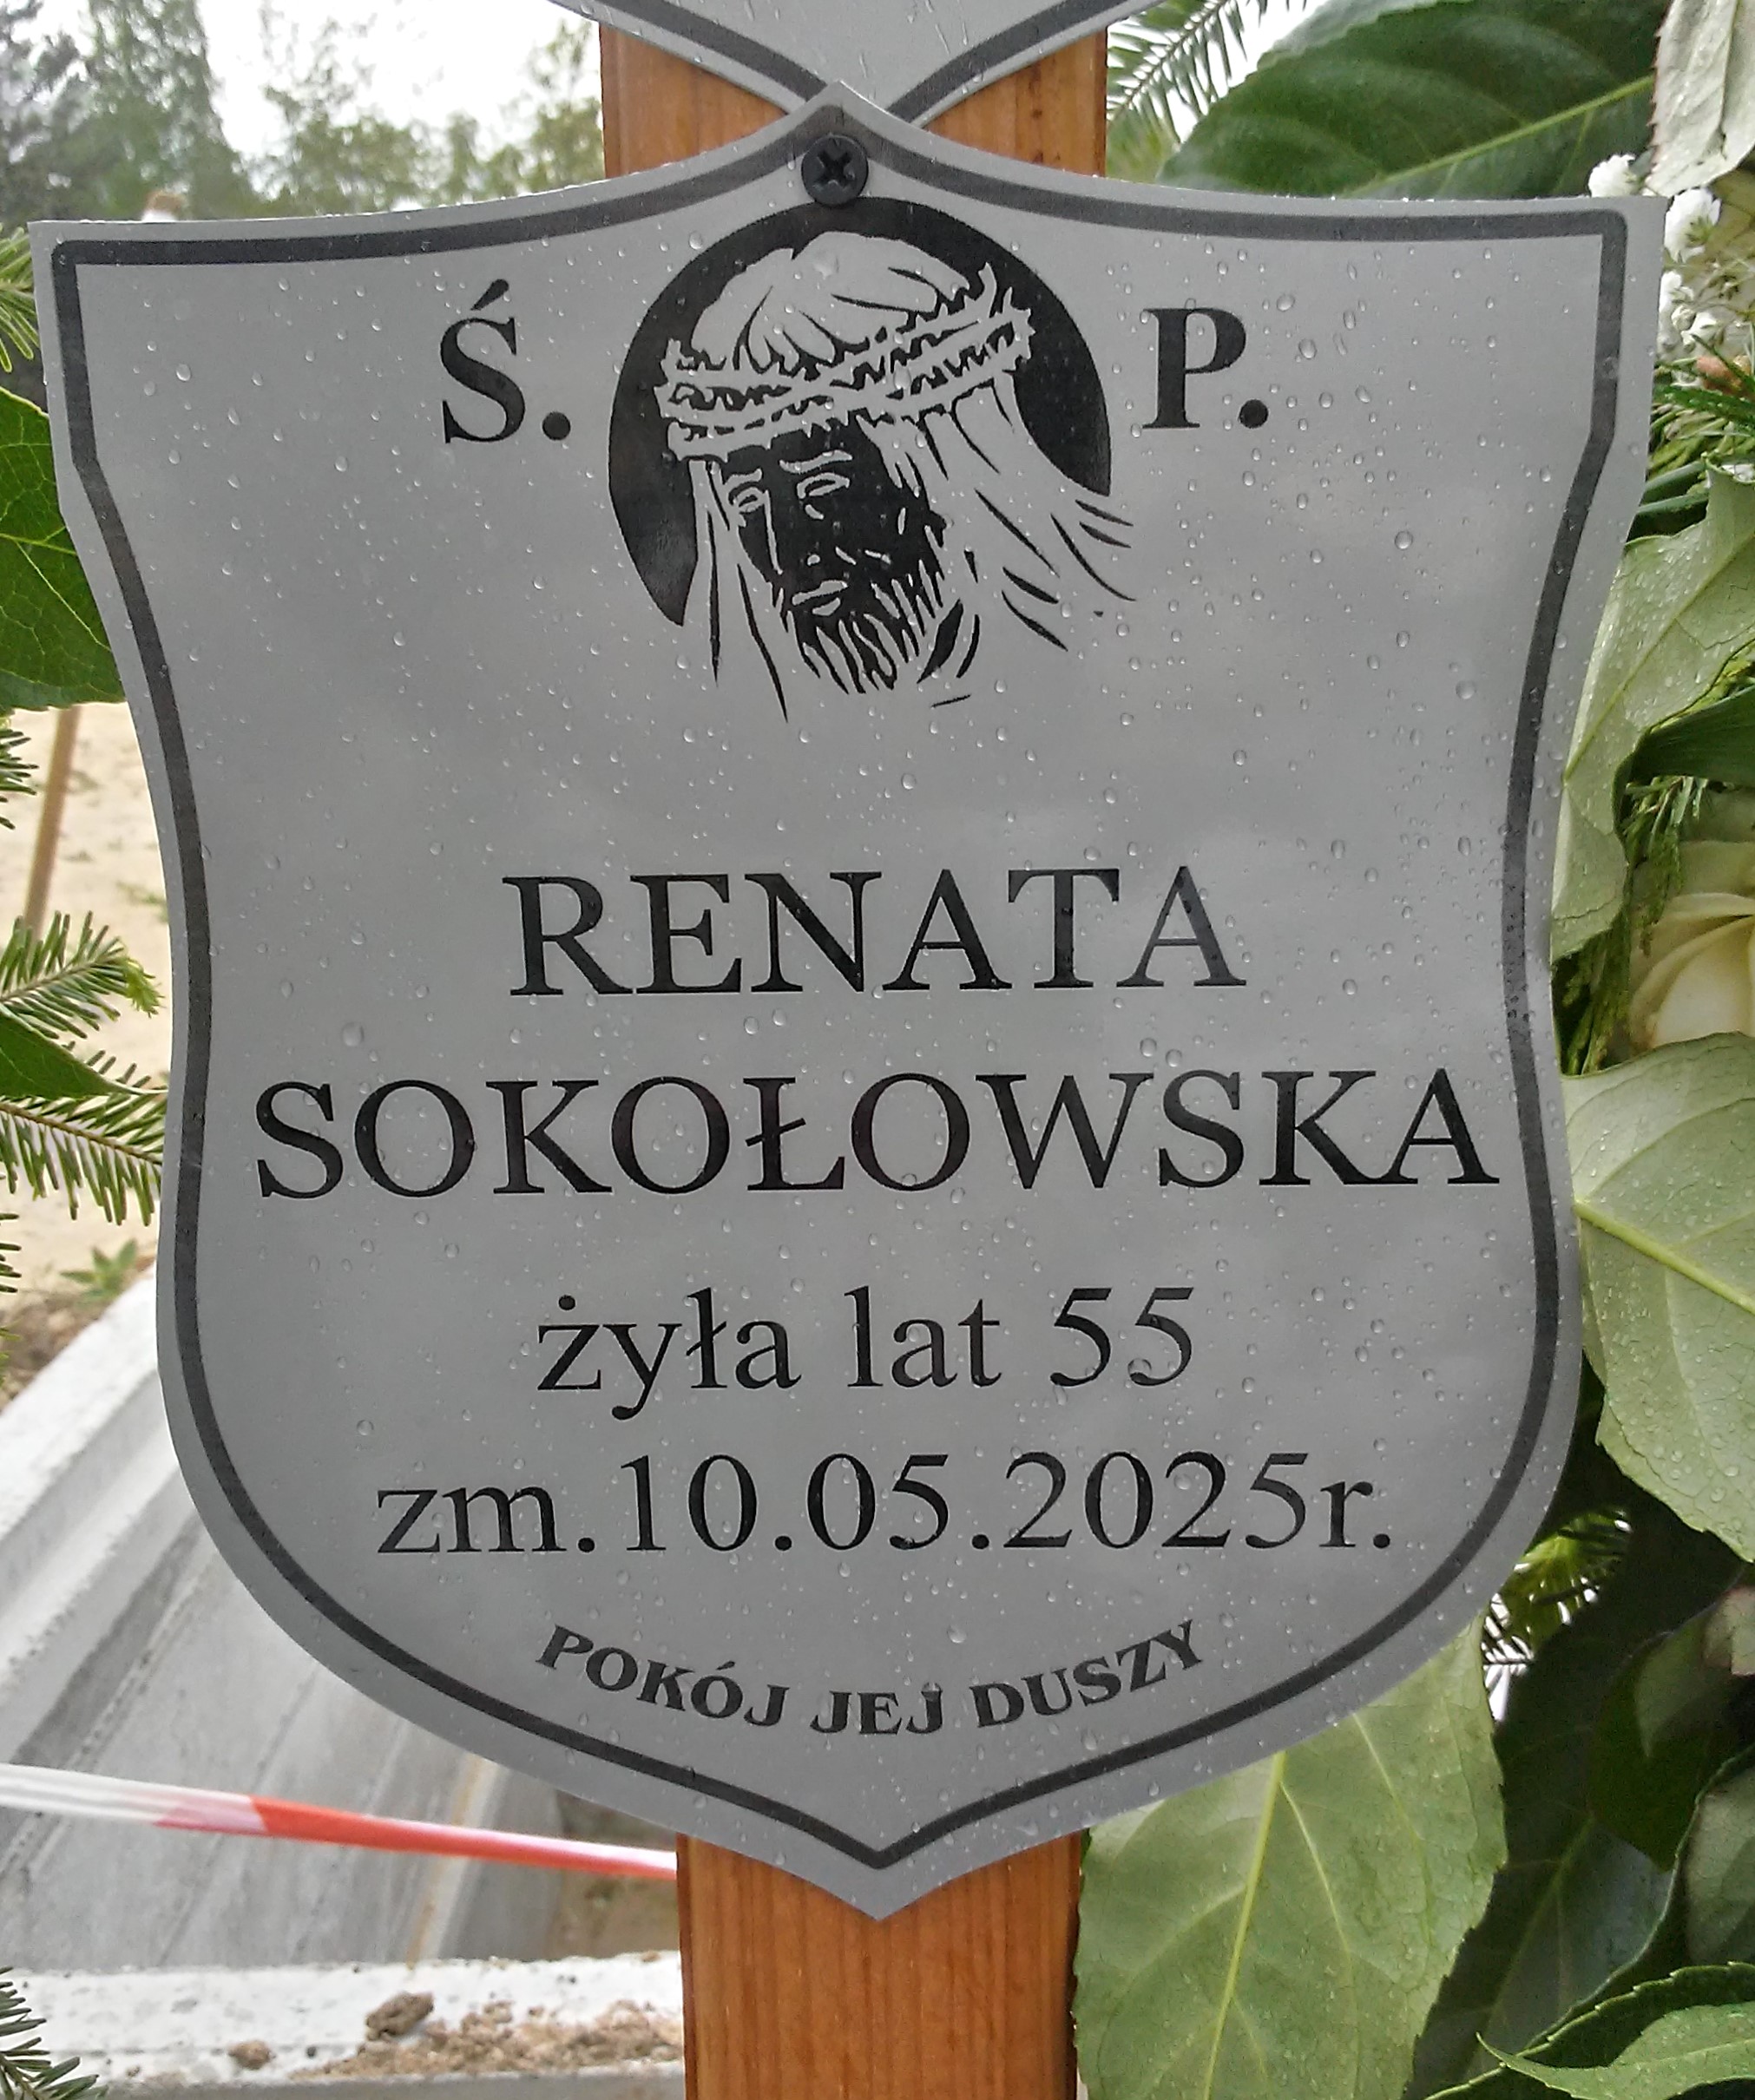 Ś. P.
RENATA
SOKOŁOWSKA
żyła lat 55
zm.10.05.2025r.
POKÓJ JEJ DUSZY